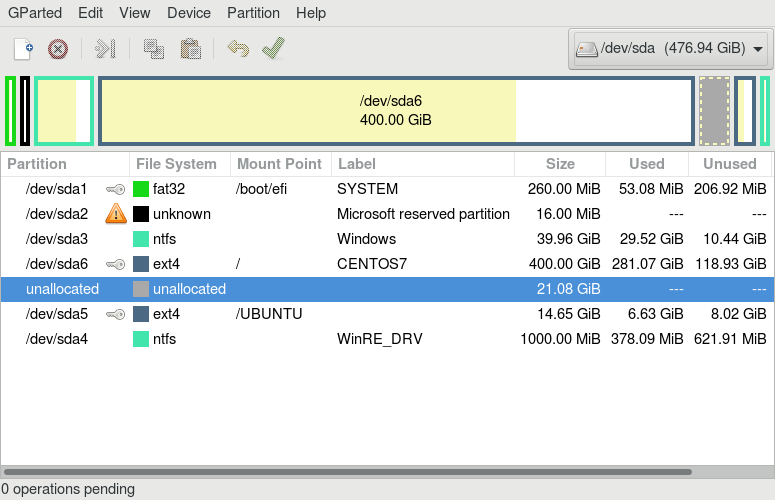 GParted Edit View Device Partition Help
/dev/sda (476.94 GiB)
/dev/sda6
400.00 GiB
Partition File System Mount Point Label Size Used Unused
/dev/sda1 fat32 /boot/efi SYSTEM 260.00 MiB 53.08 MiB 206.92 MiB
/dev/sda2 unknown Microsoft reserved partition 16.00 MiB --- ---
/dev/sda3 ntfs Windows 39.96 GiB 29.52 GiB 10.44 GiB
/dev/sda6 ext4 / CENTOS7 400.00 GiB 281.07 GiB 118.93 GiB
unallocated unallocated 21.08 GiB --- ---
/dev/sda5 ext4 /UBUNTU 14.65 GiB 6.63 GiB 8.02 GiB
/dev/sda4 ntfs WinRE_DRV 1000.00 MiB 378.09 MiB 621.91 MiB
0 operations pending